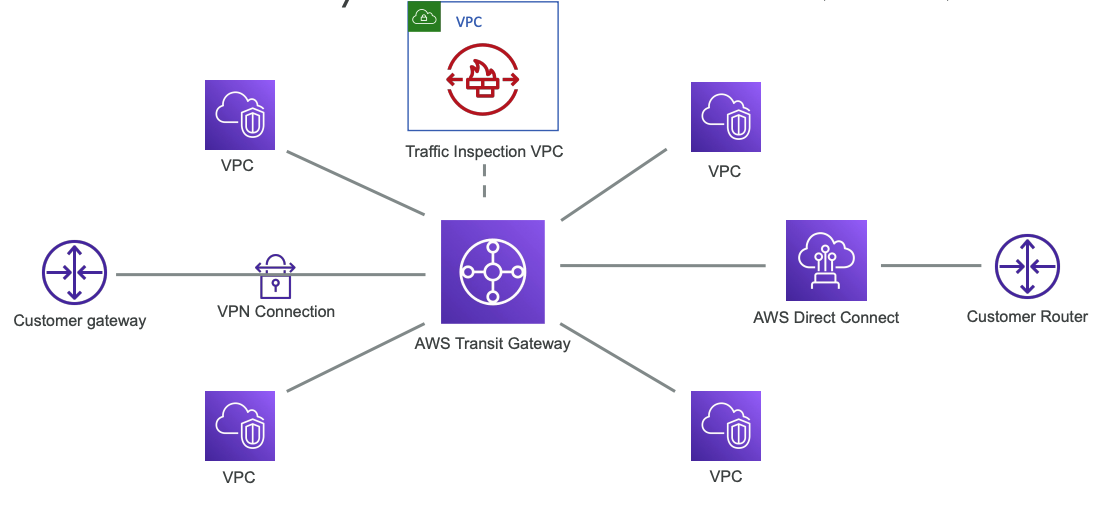 VPC
Traffic Inspection VPC
VPC
VPC
Customer gateway
VPN Connection
AWS Transit Gateway
AWS Direct Connect
Customer Router
VPC
VPC